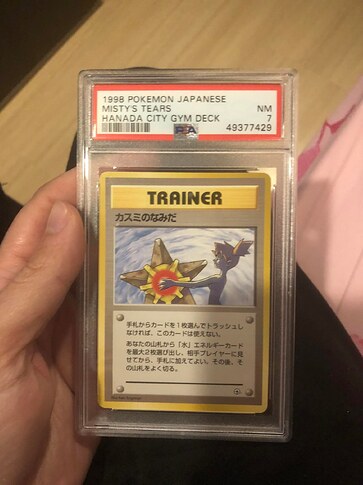 1998 POKEMON JAPANESE
MISTY'S TEARS NM
HANADA CITY GYM DECK 7
PSA 49377429
TRAINER
カスミのなみだ
手札からカードを1枚選んでトラッシュし
なければ、このカードは使えない。
あなたの山札から「水」エネルギーカード
を最大2枚選び出し、相手プレイヤーに見
せてから、手札に加えてよい。その後、そ
の山札をよく切る。